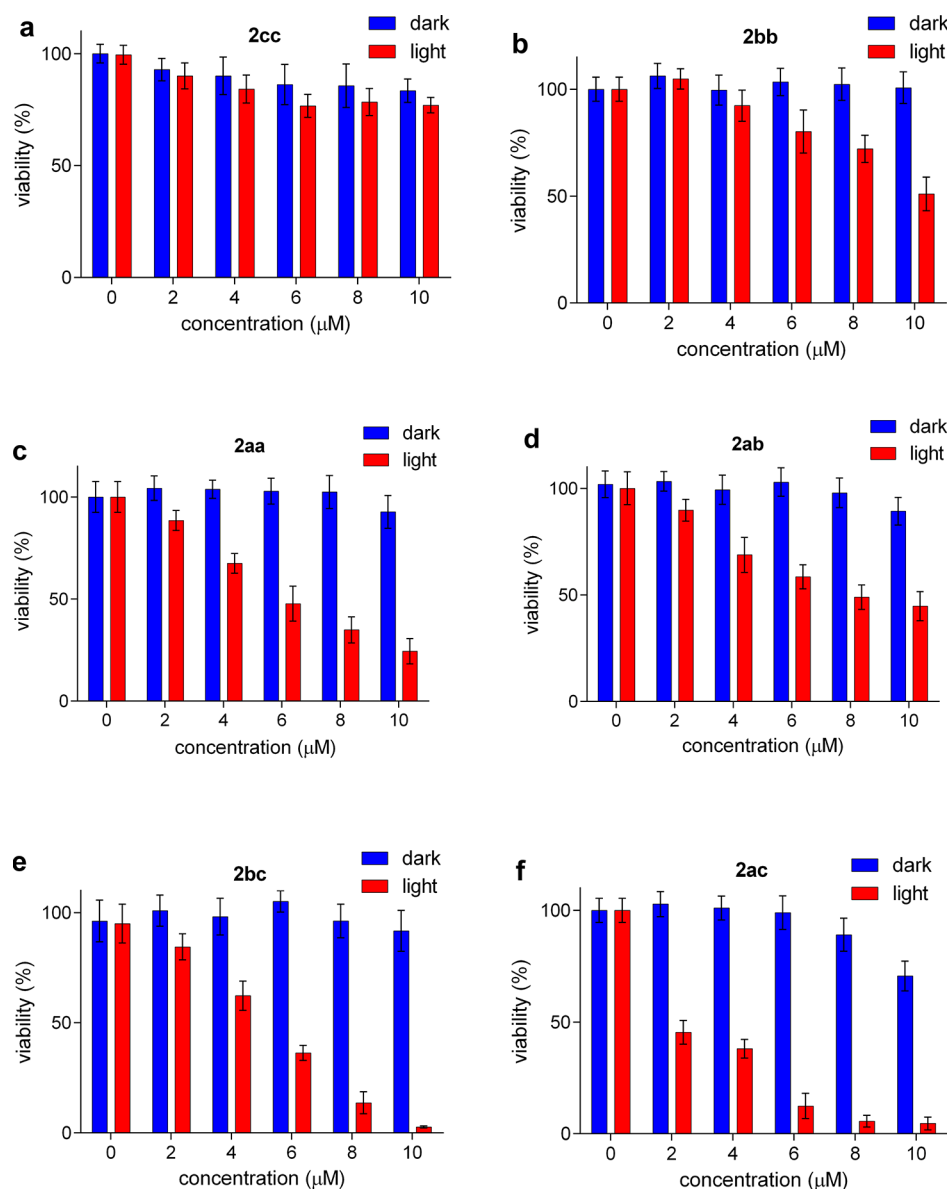 a
2cc
dark
light
viability (%)
100
50
0
0 2 4 6 8 10
concentration (μM)
b
2bb
dark
light
viability (%)
100
50
0
0 2 4 6 8 10
concentration (μM)
c
2aa
dark
light
viability (%)
100
50
0
0 2 4 6 8 10
concentration (μM)
d
2ab
dark
light
viability (%)
100
50
0
0 2 4 6 8 10
concentration (μM)
e
2bc
dark
light
viability (%)
100
50
0
0 2 4 6 8 10
concentration (μM)
f
2ac
dark
light
viability (%)
100
50
0
0 2 4 6 8 10
concentration (μM)